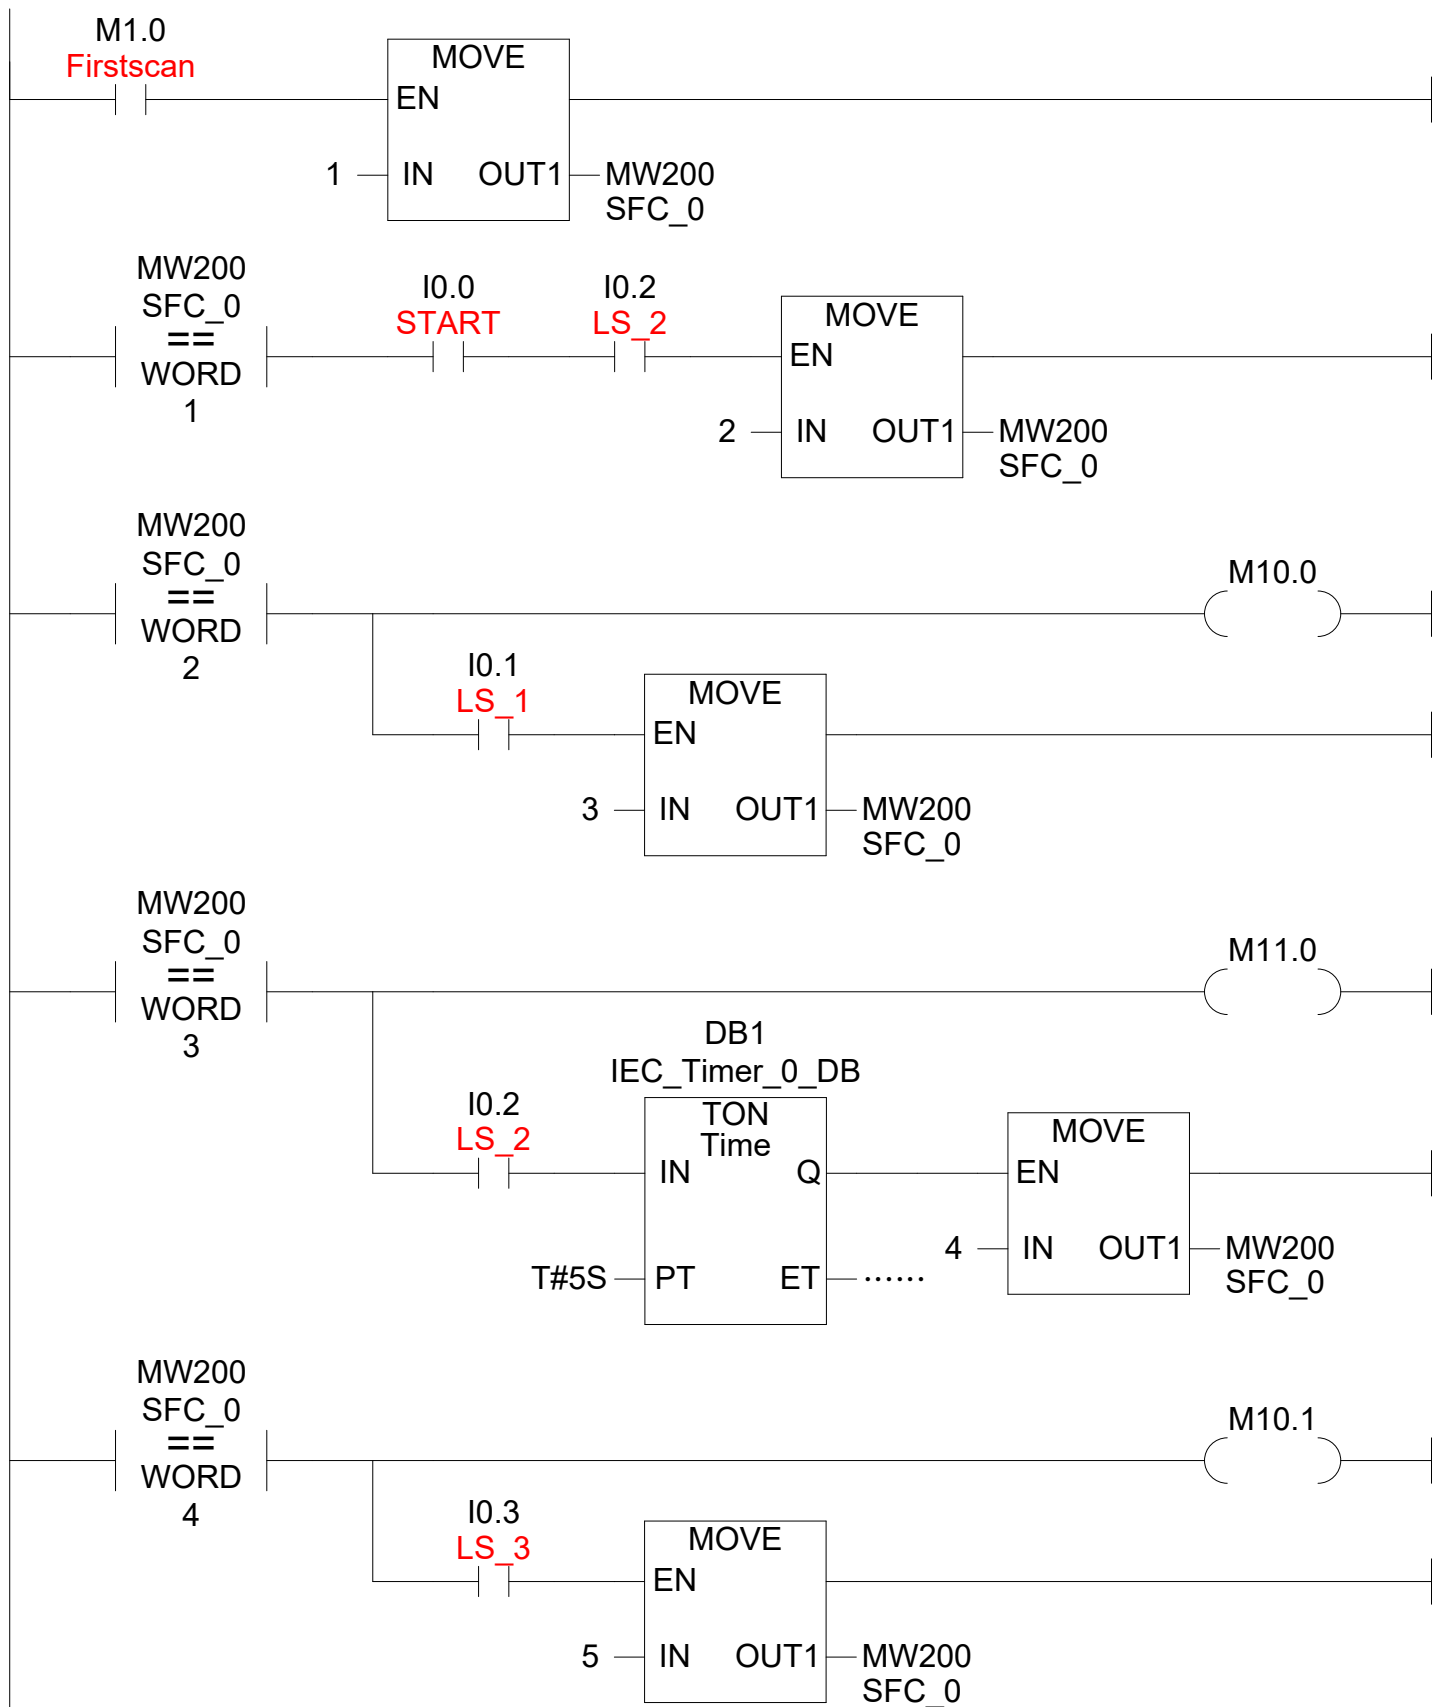 M1.0
Firstscan
MOVE
EN
1
IN
OUT1
MW200
SFC_0
MW200
SFC_0
==
WORD
1
I0.0
START
I0.2
LS_2
MOVE
EN
2
IN
OUT1
MW200
SFC_0
MW200
SFC_0
==
WORD
2
M10.0
I0.1
LS_1
MOVE
EN
3
IN
OUT1
MW200
SFC_0
MW200
SFC_0
==
WORD
3
M11.0
DB1
IEC_Timer_0_DB
I0.2
LS_2
TON
Time
IN
Q
T#5S
PT
ET
......
MOVE
EN
4
IN
OUT1
MW200
SFC_0
MW200
SFC_0
==
WORD
4
M10.1
I0.3
LS_3
MOVE
EN
5
IN
OUT1
MW200
SFC_0